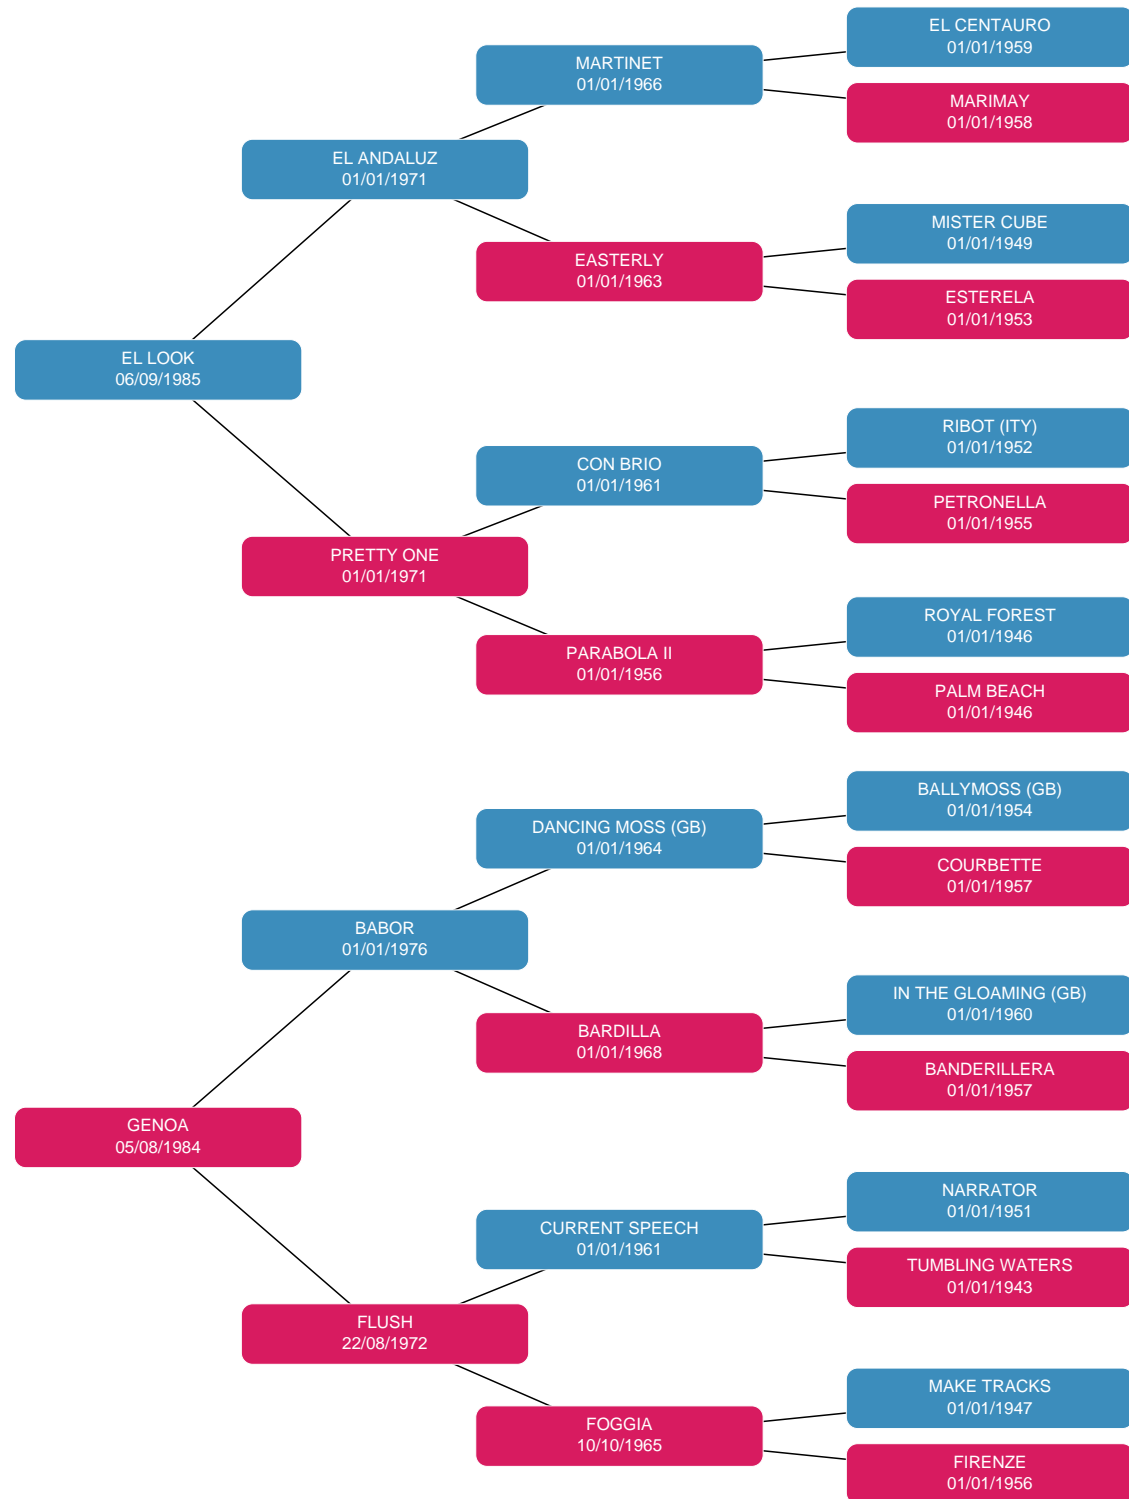 EL CENTAURO
01/01/1959
MARTINET
01/01/1966
MARIMAY
01/01/1958
EL ANDALUZ
01/01/1971
MISTER CUBE
01/01/1949
EASTERLY
01/01/1963
ESTERELA
01/01/1953
EL LOOK
06/09/1985
RIBOT (ITY)
01/01/1952
CON BRIO
01/01/1961
PETRONELLA
01/01/1955
PRETTY ONE
01/01/1971
ROYAL FOREST
01/01/1946
PARABOLA II
01/01/1956
PALM BEACH
01/01/1946
BALLYMOSS (GB)
01/01/1954
DANCING MOSS (GB)
01/01/1964
COURBETTE
01/01/1957
BABOR
01/01/1976
IN THE GLOAMING (GB)
01/01/1960
BARDILLA
01/01/1968
BANDERILLERA
01/01/1957
GENOA
05/08/1984
NARRATOR
01/01/1951
CURRENT SPEECH
01/01/1961
TUMBLING WATERS
01/01/1943
FLUSH
22/08/1972
MAKE TRACKS
01/01/1947
FOGGIA
10/10/1965
FIRENZE
01/01/1956